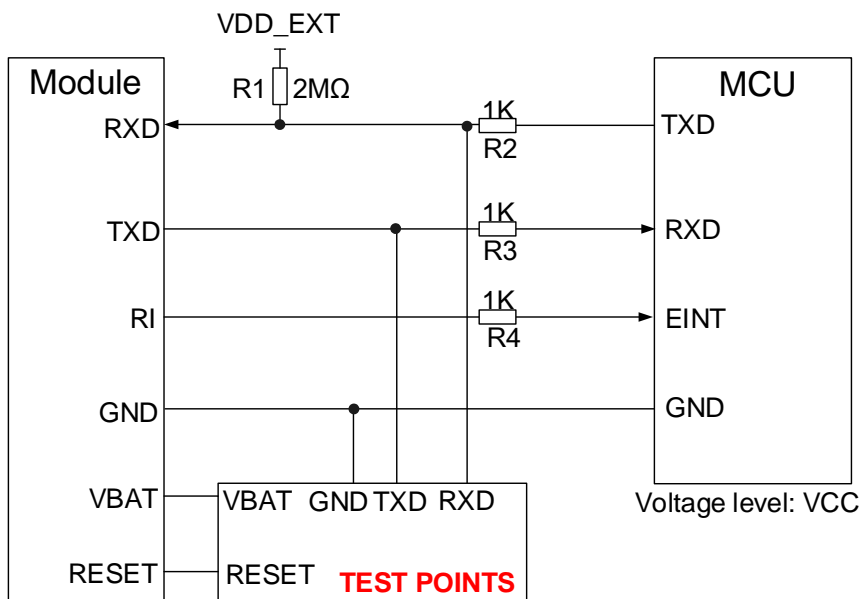 VDD_EXT
Module
MCU
R1 2MΩ
1K
RXD
TXD
R2
1K
TXD
RXD
R3
1K
RI
EINT
R4
GND
GND
VBAT
VBAT GND TXD RXD
Voltage level: VCC
RESET
RESET
TEST POINTS